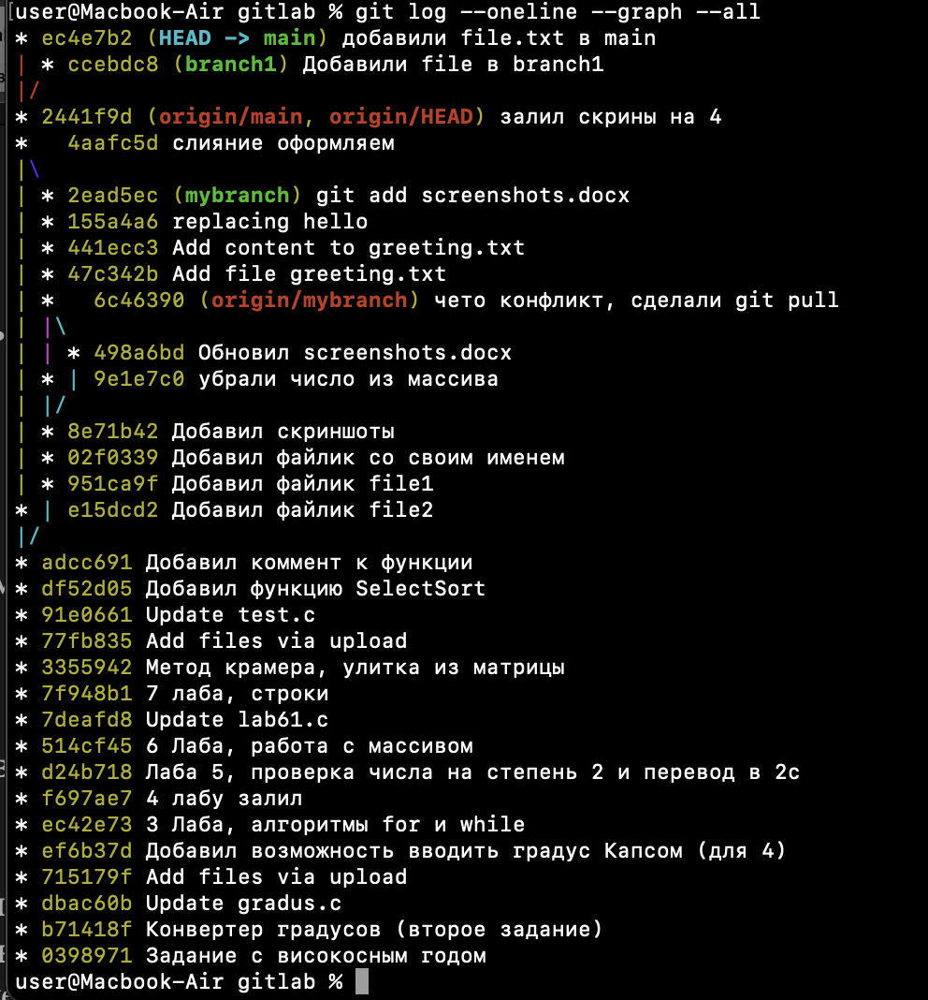 [user@Macbook-Air gitlab % git log --oneline --graph --all
* ec4e7b2 (HEAD -> main) добавили file.txt в main
| * ccebdc8 (branch1) Добавили file в branch1
|/
* 2441f9d (origin/main, origin/HEAD) залил скрины на 4
*   4aafc5d слияние оформляем
|\
| * 2ead5ec (mybranch) git add screenshots.docx
| * 155a4a6 replacing hello
| * 441ecc3 Add content to greeting.txt
| * 47c342b Add file greeting.txt
| *   6c46390 (origin/mybranch) чето конфликт, сделали git pull
| |\
| | * 498a6bd Обновил screenshots.docx
| * | 9e1e7c0 убрали число из массива
| |/
| * 8e71b42 Добавил скриншоты
| * 02f0339 Добавил файлик со своим именем
| * 951ca9f Добавил файлик file1
* | e15dcd2 Добавил файлик file2
|/
* adcc691 Добавил коммент к функции
* df52d05 Добавил функцию SelectSort
* 91e0661 Update test.c
* 77fb835 Add files via upload
* 3355942 Метод крамера, улитка из матрицы
* 7f948b1 7 лаба, строки
* 7deafd8 Update lab61.c
* 514cf45 6 Лаба, работа с массивом
* d24b718 Лаба 5, проверка числа на степень 2 и перевод в 2с
* f697ae7 4 лабу залил
* ec42e73 3 Лаба, алгоритмы for и while
* ef6b37d Добавил возможность вводить градус Капсом (для 4)
* 715179f Add files via upload
* dbac60b Update gradus.c
* b71418f Конвертер градусов (второе задание)
* 0398971 Задание с високосным годом
user@Macbook-Air gitlab %